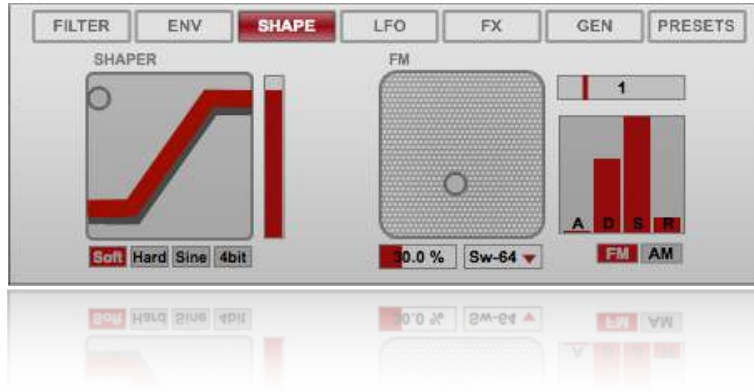 FILTER ENV SHAPE LFO FX GEN PRESETS
SHAPER FM
1
A D S R
Soft Hard Sine 4bit 30.0 % Sw-64 FM AM